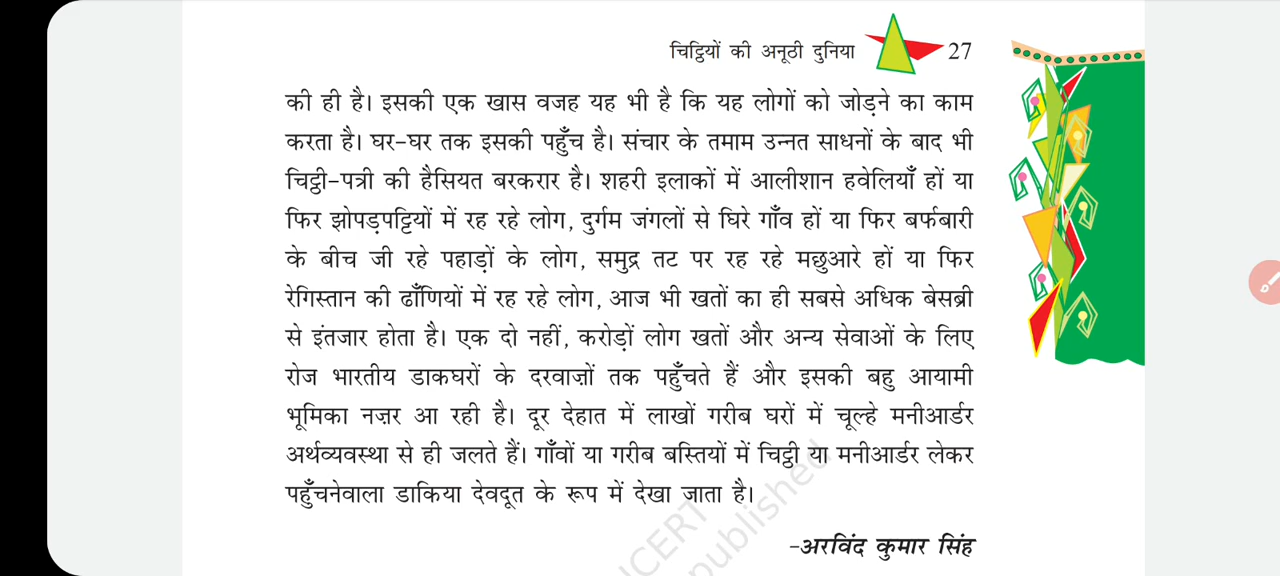 चिट्ठियों की अनूठी दुनिया 27
की ही है। इसकी एक खास वजह यह भी है कि यह लोगों को जोड़ने का काम
करता है। घर-घर तक इसकी पहुँच है। संचार के तमाम उन्नत साधनों के बाद भी
चिट्ठी-पत्री की हैसियत बरकरार है। शहरी इलाकों में आलीशान हवेलियाँ हों या
फिर झोपड़पट्टियों में रह रहे लोग, दुर्गम जंगलों से घिरे गाँव हों या फिर बर्फबारी
के बीच जी रहे पहाड़ों के लोग, समुद्र तट पर रह रहे मछुआरे हों या फिर
रेगिस्तान की ढाँणियों में रह रहे लोग, आज भी खतों का ही सबसे अधिक बेसब्री
से इंतजार होता है। एक दो नहीं, करोड़ों लोग खतों और अन्य सेवाओं के लिए
रोज भारतीय डाकघरों के दरवाज़ों तक पहुँचते हैं और इसकी बहु आयामी
भूमिका नज़र आ रही है। दूर देहात में लाखों गरीब घरों में चूल्हे मनीआर्डर
अर्थव्यवस्था से ही जलते हैं। गाँवों या गरीब बस्तियों में चिट्ठी या मनीआर्डर लेकर
पहुँचनेवाला डाकिया देवदूत के रूप में देखा जाता है।
-अरविंद कुमार सिंह
NCERT
published